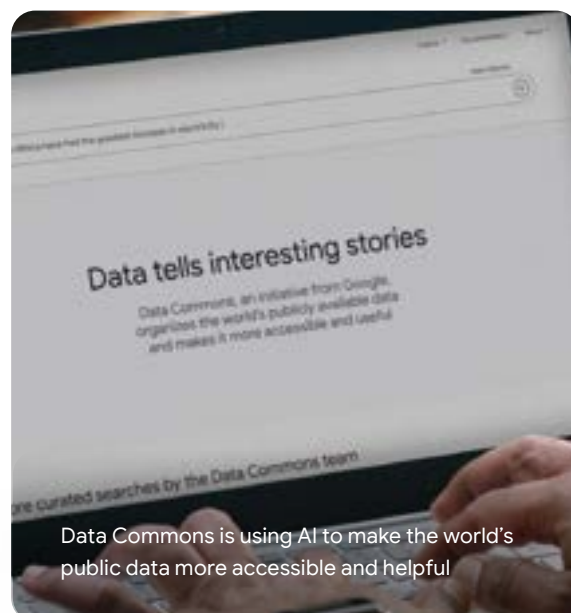 Data tells interesting stories
Data Commons, an initiative from Google,
organizes the world's publicly available data
and makes it more accessible and useful
ore curated searches by the Data Commons team
Data Commons is using AI to make the world's
public data more accessible and helpful